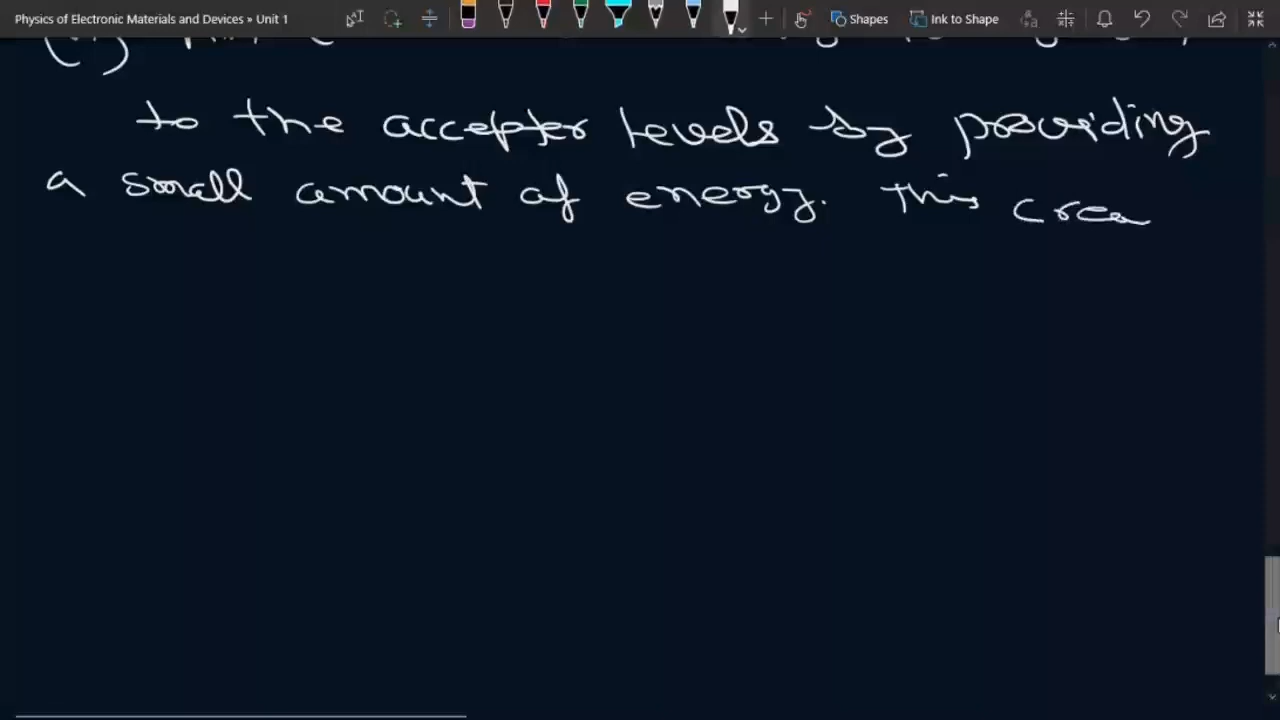 Physics of Electronic Materials and Devices » Unit 1
Shapes
Ink to Shape
to the accepter levels by providing
a small amount of energy. This crea